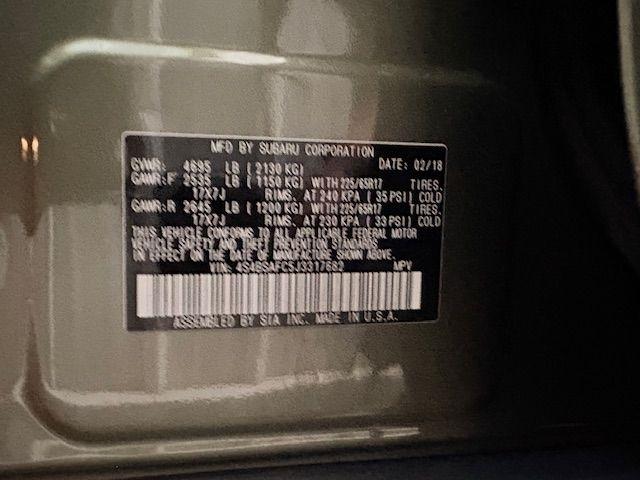 MFD BY SUBARU CORPORATION
GVWR: 4695 LB (2130 KG) DATE: 02/18
GAWR:F 2535 LB (1150 KG) WITH 225/65R17 TIRES,
17X7J RIMS, AT 240 KPA (35 PSI) COLD
GAWR:R 2645 LB (1200 KG) WITH 225/65R17 TIRES,
17X7J RIMS, AT 230 KPA (33 PSI) COLD
THIS VEHICLE CONFORMS TO ALL APPLICABLE FEDERAL MOTOR
VEHICLE SAFETY AND THEFT PREVENTION STANDARDS
IN EFFECT ON THE DATE OF MANUFACTURE SHOWN ABOVE.
VIN: 4S4BSAFC5J3317662 MPV
ASSEMBLED BY SIA INC. MADE IN U.S.A.